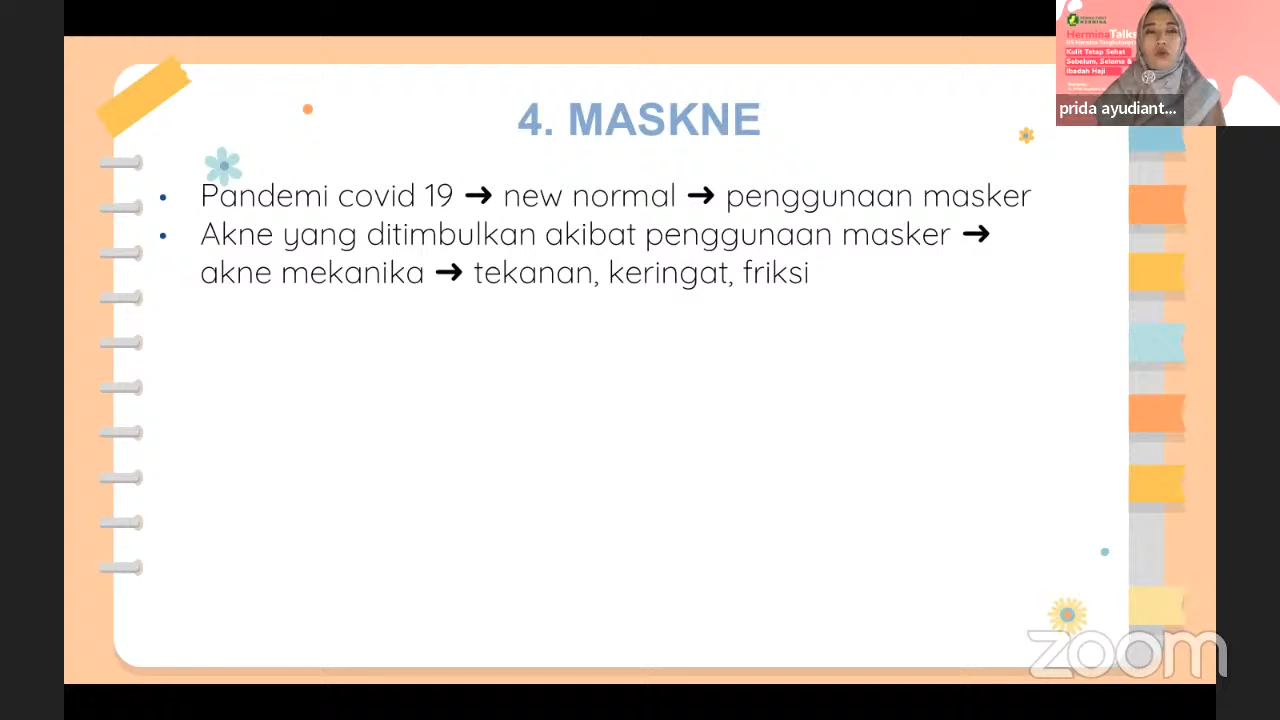 4. MASKNE
• Pandemi covid 19 ➜ new normal ➜ penggunaan masker
• Akne yang ditimbulkan akibat penggunaan masker ➜
akne mekanika ➜ tekanan, keringat, friksi
HerminaTalks
Kulit Tetap Sehat
Sebelum, Selama &
Ibadah Haji
prida ayudiant...
zoom